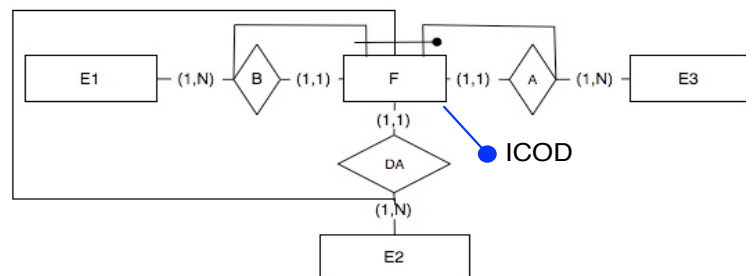 E1 (1,N) B (1,1) F (1,1) A (1,N) E3
(1,1)
ICOD
DA
(1,N)
E2